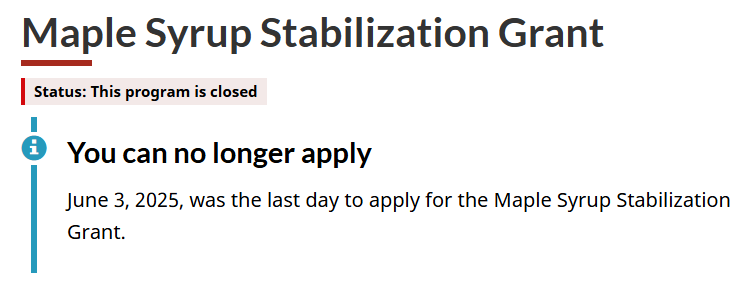 Maple Syrup Stabilization Grant
Status: This program is closed
You can no longer apply
June 3, 2025, was the last day to apply for the Maple Syrup Stabilization
Grant.